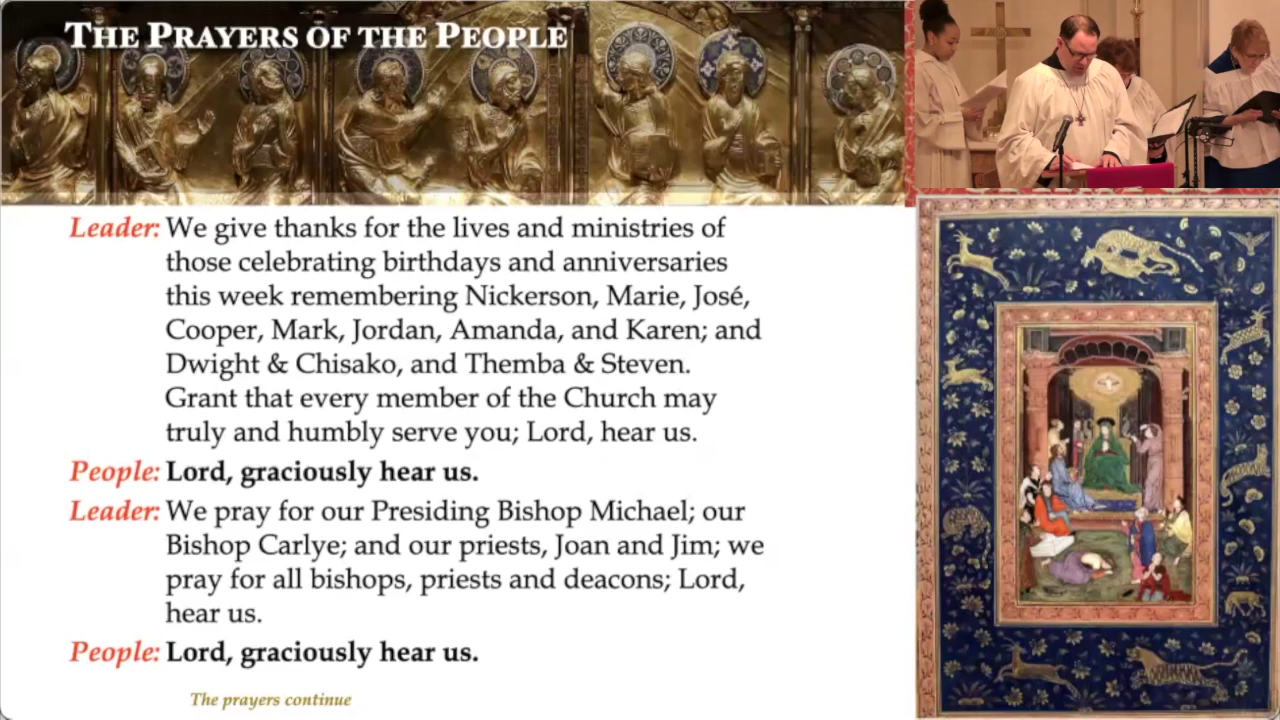 THE PRAYERS OF THE PEOPLE
Leader: We give thanks for the lives and ministries of
those celebrating birthdays and anniversaries
this week remembering Nickerson, Marie, José,
Cooper, Mark, Jordan, Amanda, and Karen; and
Dwight & Chisako, and Themba & Steven.
Grant that every member of the Church may
truly and humbly serve you; Lord, hear us.
People: Lord, graciously hear us.
Leader: We pray for our Presiding Bishop Michael; our
Bishop Carlye; and our priests, Joan and Jim; we
pray for all bishops, priests and deacons; Lord,
hear us.
People: Lord, graciously hear us.
The prayers continue